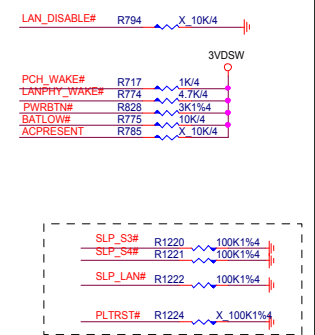 LAN_DISABLE# R794 X_10K/4
3VDSW
PCH_WAKE# R717 1K/4
LANPHY_WAKE# R774 4.7K/4
PWRBTN# R828 3K1%4
BATLOW# R775 10K/4
ACPRESENT R785 X_10K/4
SLP_S3# R1220 100K1%4
SLP_S4# R1221 100K1%4
SLP_LAN# R1222 100K1%4
PLTRST# R1224 X_100K1%4